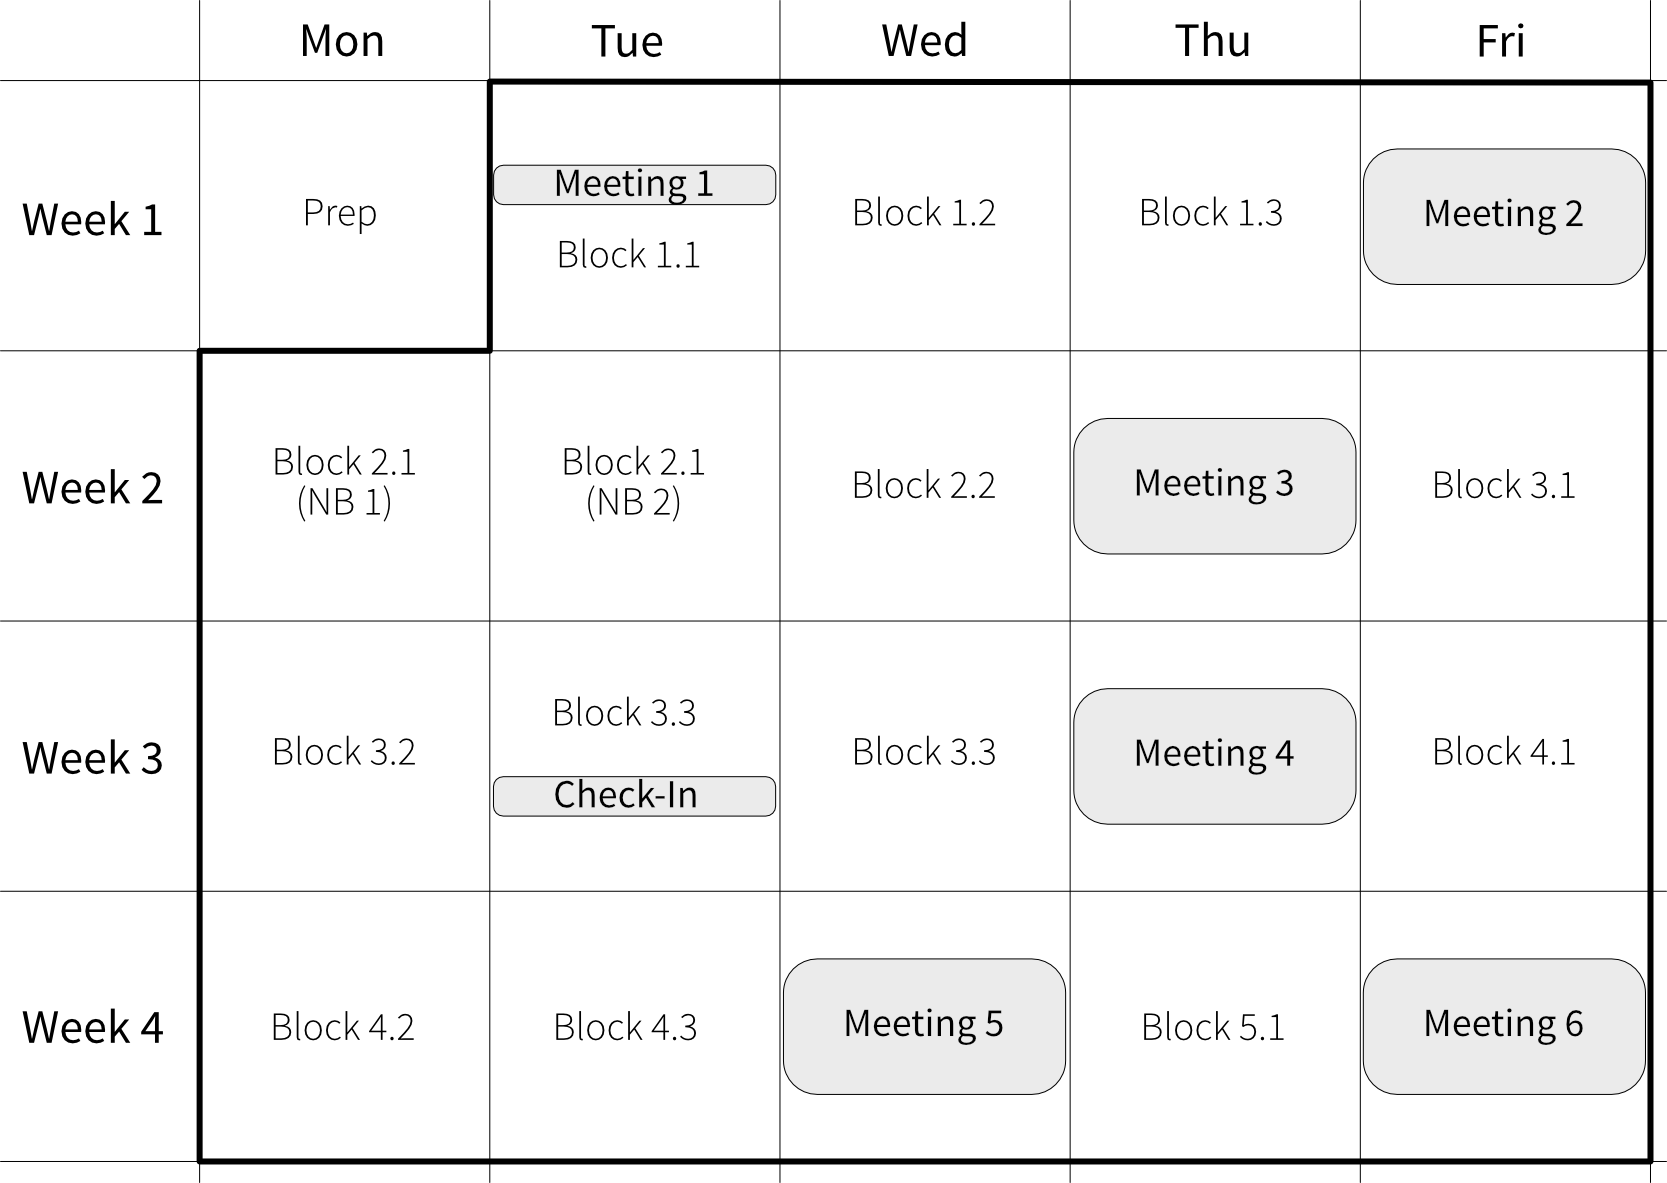 Mon Tue Wed Thu Fri
Week 1
Prep
Meeting 1
Block 1.1
Block 1.2
Block 1.3
Meeting 2
Week 2
Block 2.1
(NB 1)
Block 2.1
(NB 2)
Block 2.2
Meeting 3
Block 3.1
Week 3
Block 3.2
Block 3.3
Check-In
Block 3.3
Meeting 4
Block 4.1
Week 4
Block 4.2
Block 4.3
Meeting 5
Block 5.1
Meeting 6